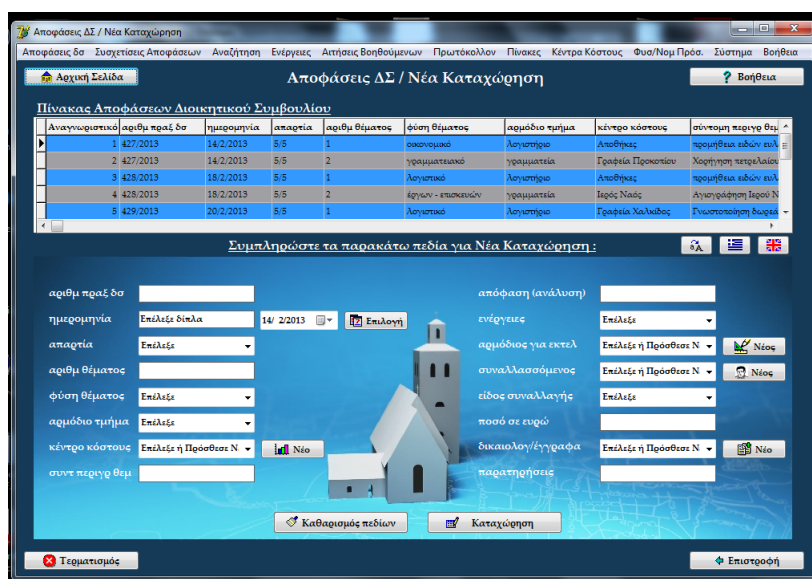 Αποφάσεις ΔΣ / Νέα Καταχώρηση
Αποφάσεις δσ Συσχετίσεις Αποφάσεων Αναζήτηση Ενέργειες Αιτήσεις Βοηθούμενων Πρωτόκολλον Πίνακες Κέντρα Κόστους Φυσ/Νομ Πρόσ. Σύστημα Βοήθεια
Αρχική Σελίδα Αποφάσεις ΔΣ / Νέα Καταχώρηση ? Βοήθεια
Πίνακας Αποφάσεων Διοικητικού Συμβουλίου
Αναγνωριστικό αριθμ πραξ δσ ημερομηνία απαρτία αριθμ θέματος φύση θέματος αρμόδιο τμήμα κέντρο κόστους σύντομη περιγρ θεμ
1 427/2013 14/2/2013 5/5 1 οικονομικό Λογιστήριο Αποθήκες προμήθεια ειδών ευλ
2 427/2013 14/2/2013 5/5 2 γραμματειακό γραμματεία Γραφεία Προκοπίου Χορήγηση πετρελαίου
3 428/2013 18/2/2013 5/5 1 Λογιστικό Λογιστήριο Αποθήκες προμήθεια ειδών ευλ
4 428/2013 18/2/2013 5/5 2 έργων - επισκευών γραμματεία Ιερός Ναός Αγιογράφηση Ιερού Ν
5 429/2013 20/2/2013 5/5 1 Λογιστικό Λογιστήριο Γραφεία Χαλκίδος Γνωστοποίηση δωρεά
Συμπληρώστε τα παρακάτω πεδία για Νέα Καταχώρηση :
αριθμ πραξ δσ απόφαση (ανάλυση)
ημερομηνία Επέλεξε δίπλα 14/ 2/2013 Επιλογή ενέργειες Επέλεξε
απαρτία Επέλεξε αρμόδιος για εκτελ Επέλεξε ή Πρόσθεσε Ν Νέος
αριθμ θέματος συναλλασσόμενος Επέλεξε ή Πρόσθεσε Ν Νέος
φύση θέματος Επέλεξε είδος συναλλαγής Επέλεξε
αρμόδιο τμήμα Επέλεξε ποσό σε ευρώ
κέντρο κόστους Επέλεξε ή Πρόσθεσε Ν Νέο δικαιολογ/έγγραφα Επέλεξε ή Πρόσθεσε Ν Νέο
συντ περιγρ θεμ παρατηρήσεις
Καθαρισμός πεδίων Καταχώρηση
Τερματισμός Επιστροφή